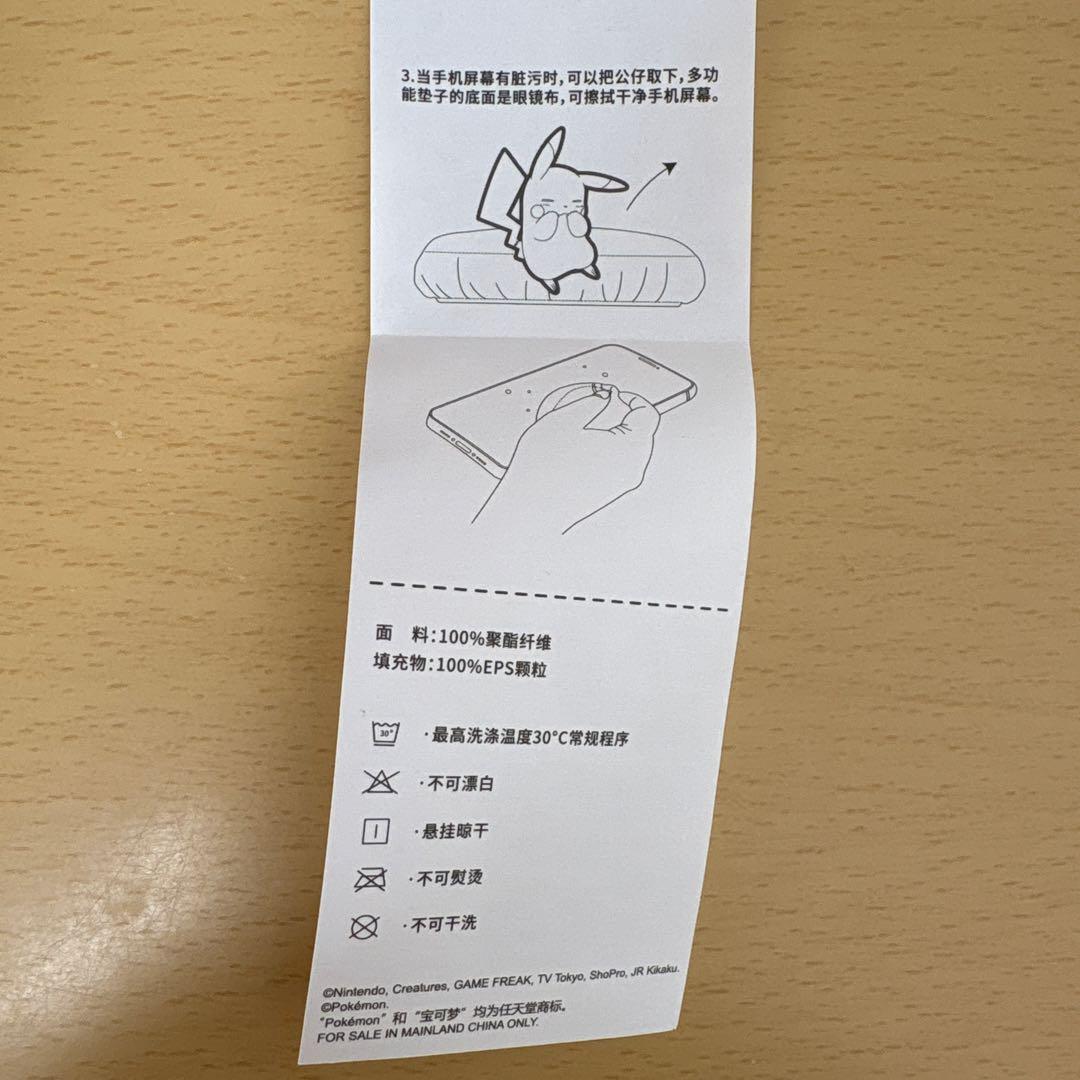 3.当手机屏幕有脏污时,可以把公仔取下,多功
能垫子的底面是眼镜布,可擦拭干净手机屏幕。
面 料:100%聚酯纤维
填充物:100%EPS颗粒
30°
·最高洗涤温度30°C常规程序
·不可漂白
·悬挂晾干
·不可熨烫
·不可干洗
©Nintendo, Creatures, GAME FREAK, TV Tokyo, ShoPro, JR Kikaku.
©Pokémon.
"Pokémon" 和 "宝可梦" 均为任天堂商标。
FOR SALE IN MAINLAND CHINA ONLY.